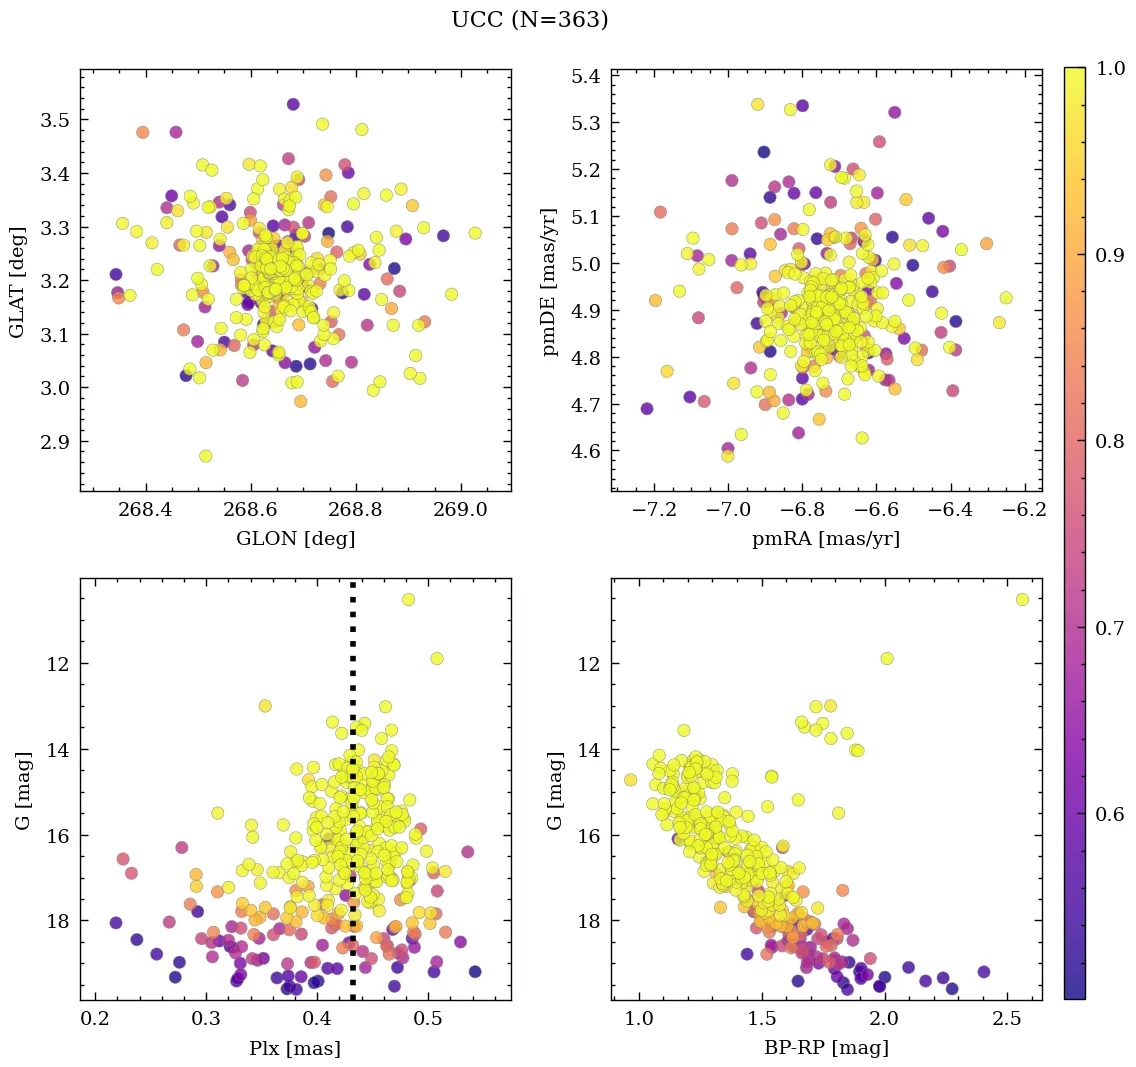 UCC (N=363)
3.5
3.4
3.3
3.2
3.1
3.0
2.9
GLAT [deg]
268.4 268.6 268.8 269.0
GLON [deg]
5.4
5.3
5.2
5.1
5.0
4.9
4.8
4.7
4.6
pmDE [mas/yr]
−7.2 −7.0 −6.8 −6.6 −6.4 −6.2
pmRA [mas/yr]
1.0
0.9
0.8
0.7
0.6
12
14
16
18
G [mag]
0.2 0.3 0.4 0.5
Plx [mas]
12
14
16
18
G [mag]
1.0 1.5 2.0 2.5
BP-RP [mag]